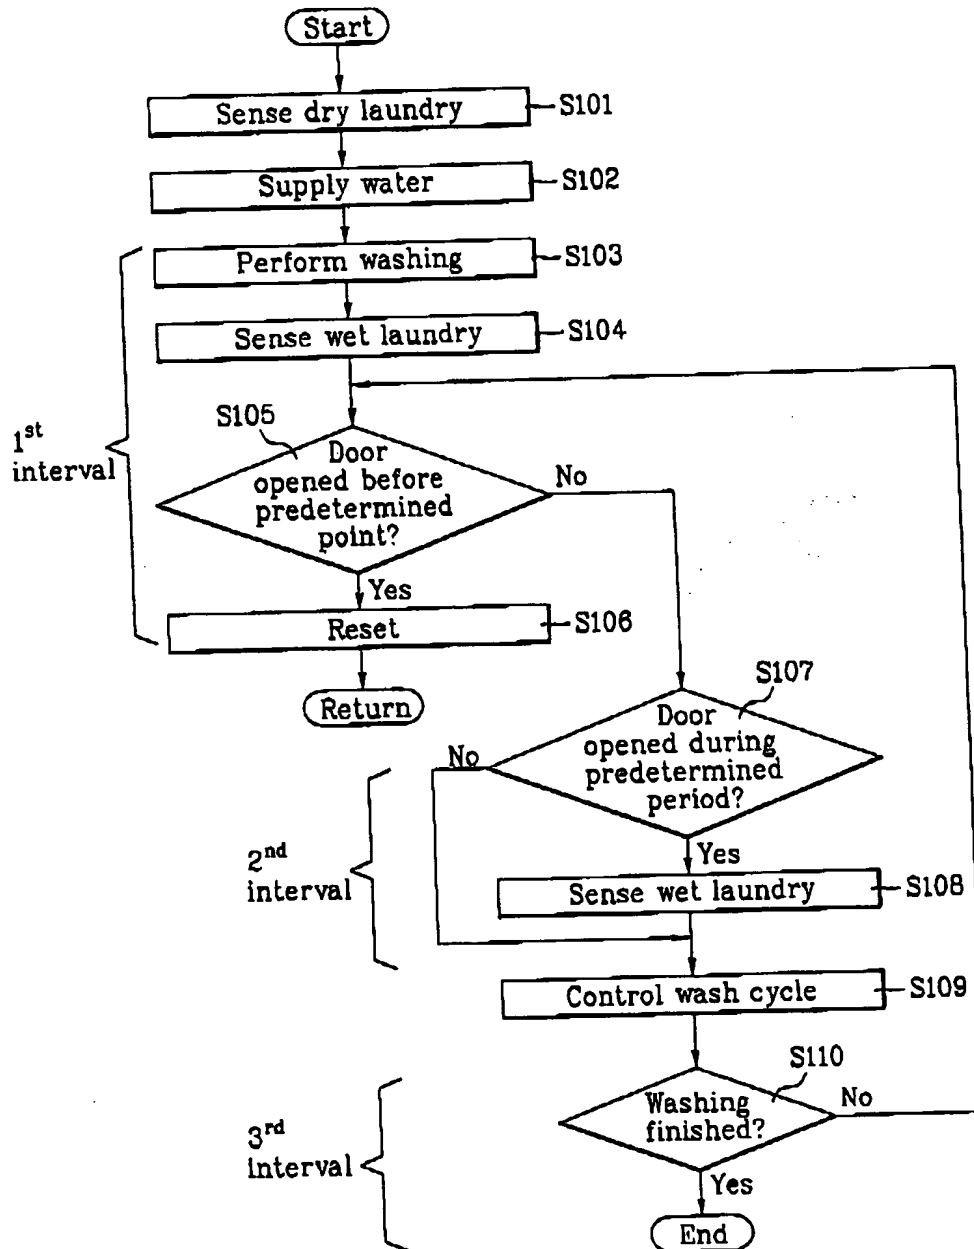 Start
Sense dry laundry
S101
Supply water
S102
Perform washing
S103
Sense wet laundry
S104
1st
interval
S105
Door
opened before
predetermined
point?
No
Yes
Reset
S106
Return
S107
Door
opened during
predetermined
period?
No
Yes
2nd
interval
Sense wet laundry
S108
Control wash cycle
S109
S110
Washing
finished?
No
3rd
interval
Yes
End